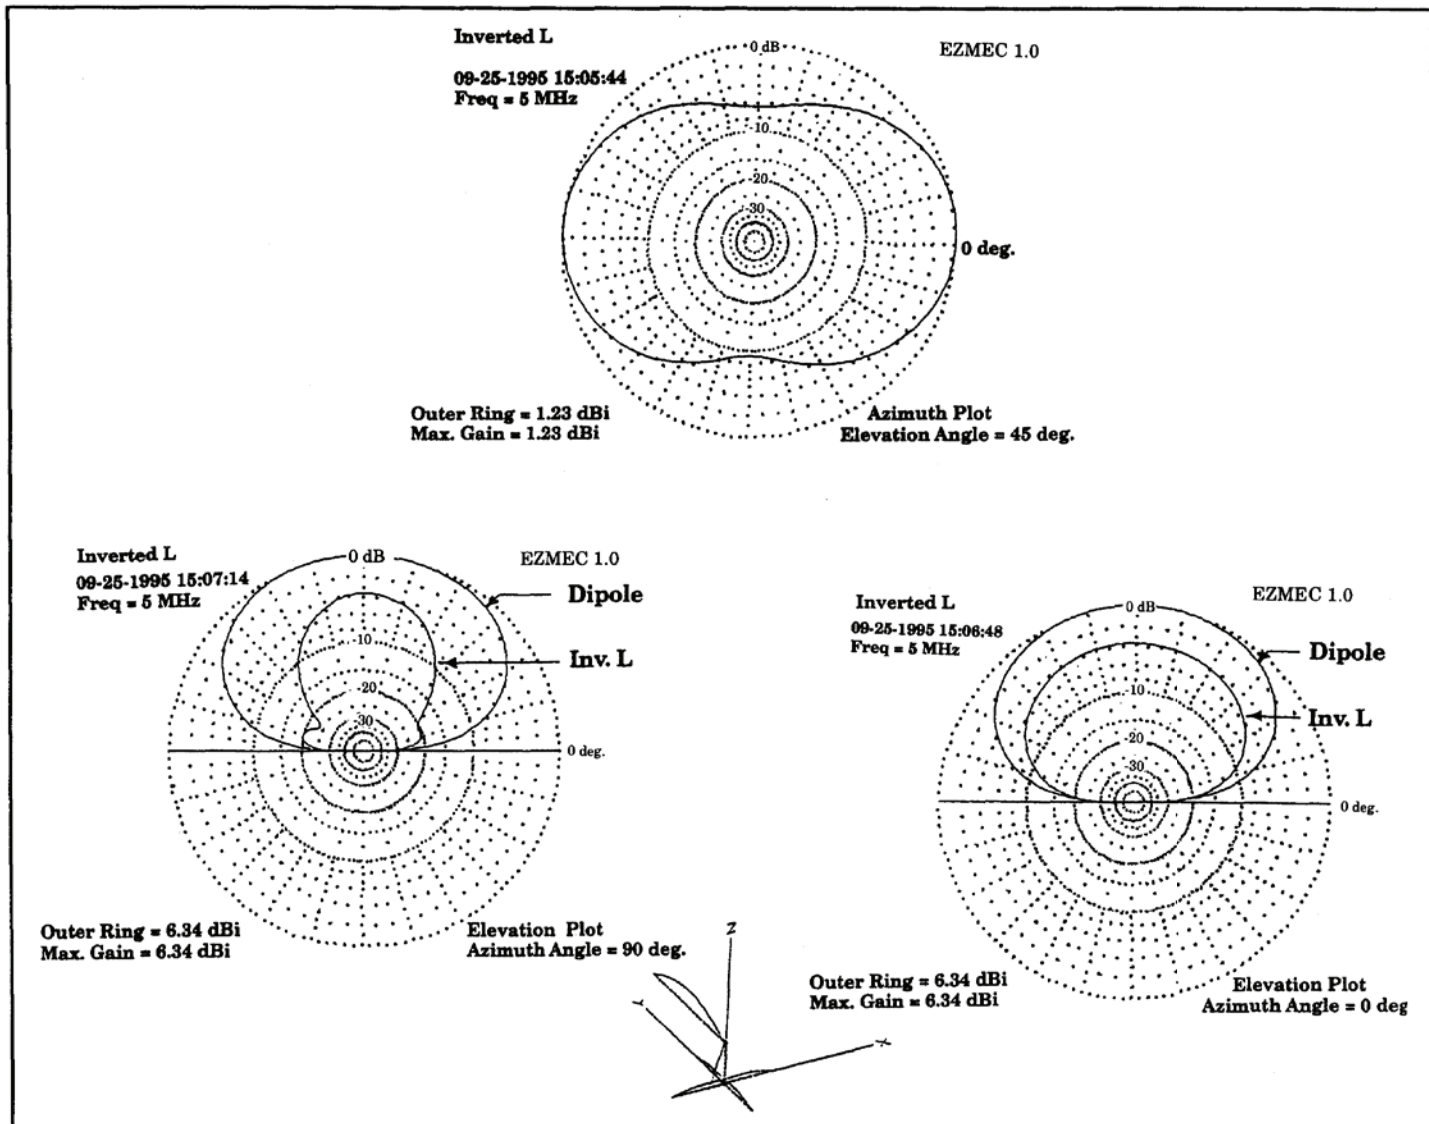 Inverted L
EZMEC 1.0
09-25-1995 15:05:44
Freq = 5 MHz
0 dB
-10
-20
-30
0 deg.
Outer Ring = 1.23 dBi
Max. Gain = 1.23 dBi
Azimuth Plot
Elevation Angle = 45 deg.
Inverted L
EZMEC 1.0
09-25-1995 15:07:14
Freq = 5 MHz
0 dB
Dipole
-10
Inv. L
-20
-30
0 deg.
Outer Ring = 6.34 dBi
Max. Gain = 6.34 dBi
Elevation Plot
Azimuth Angle = 90 deg.
Inverted L
EZMEC 1.0
09-25-1995 15:06:48
Freq = 5 MHz
0 dB
Dipole
-10
Inv. L
-20
-30
0 deg.
Outer Ring = 6.34 dBi
Max. Gain = 6.34 dBi
Elevation Plot
Azimuth Angle = 0 deg
Z
Y
X